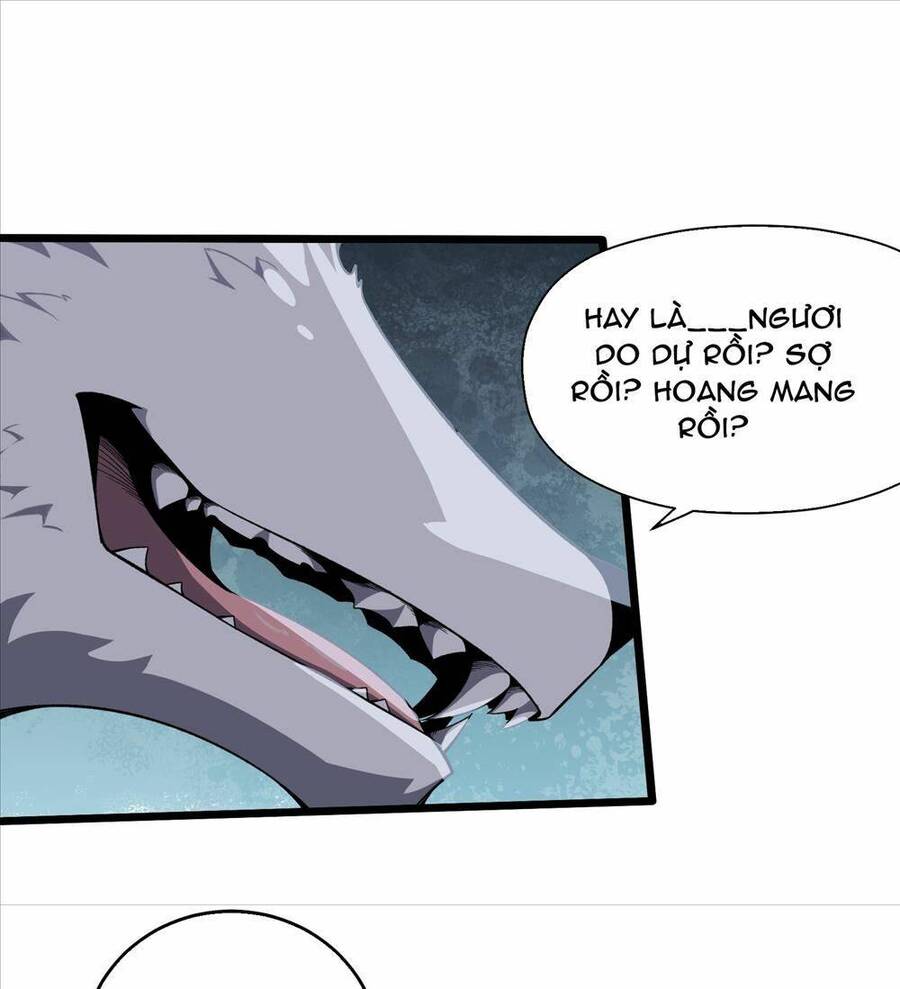 HAY LÀ___NGƯƠI
DO DỰ RỒI? SỢ
RỒI? HOANG MANG
RỒI?